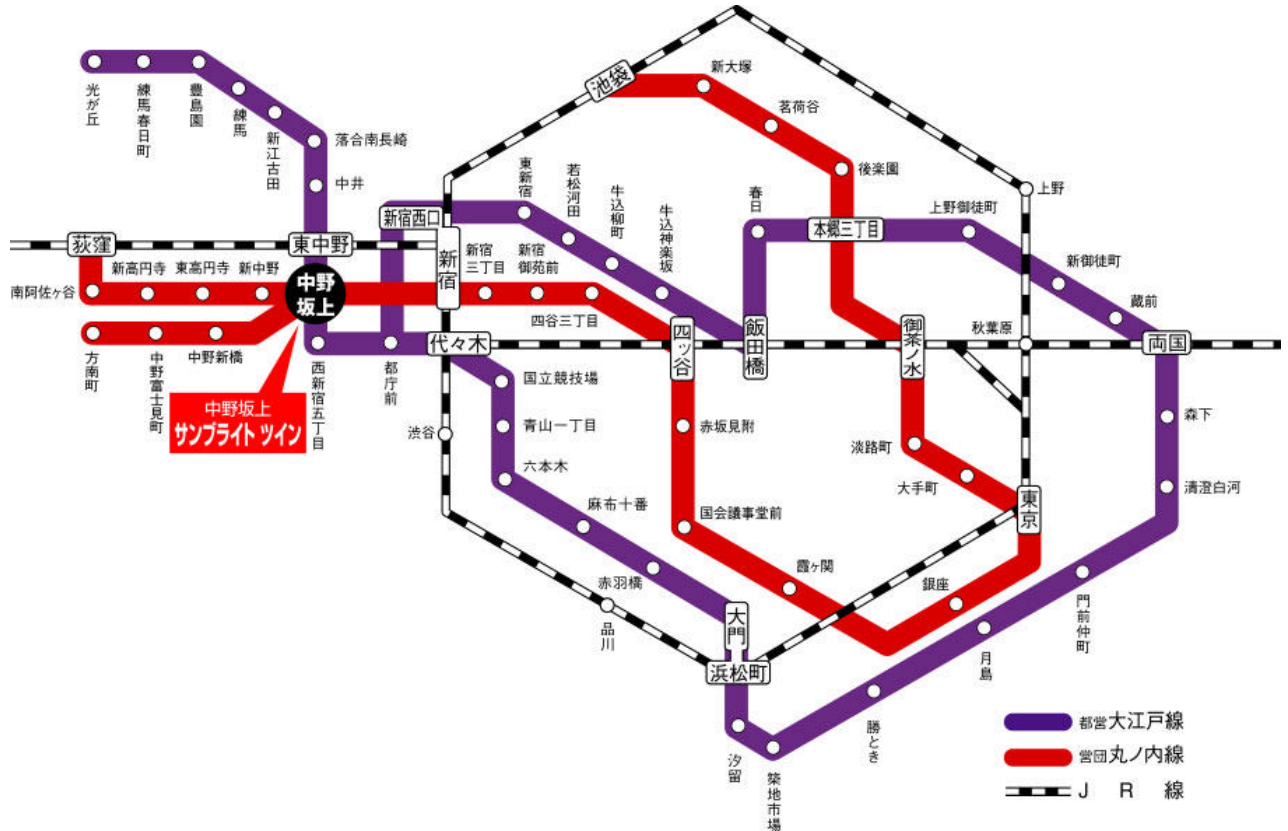 池袋
新大塚
茗荷谷
後楽園
光が丘
練馬春日町
豊島園
練馬
新江古田
落合南長崎
中井
東新宿
若松河田
牛込柳町
牛込神楽坂
春日
本郷三丁目
上野御徒町
上野
新御徒町
蔵前
新宿西口
荻窪
東中野
新宿
新高円寺
東高円寺
新中野
中野
坂上
新宿
三丁目
新宿
御苑前
四谷三丁目
南阿佐ヶ谷
方南町
中野富士見町
中野新橋
西新宿五丁目
都庁前
代々木
四ッ谷
飯田橋
御茶ノ水
秋葉原
両国
中野坂上
サンブライト ツイン
国立競技場
青山一丁目
六本木
渋谷
赤坂見附
淡路町
大手町
東京
森下
清澄白河
麻布十番
国会議事堂前
赤羽橋
霞ヶ関
銀座
品川
大門
浜松町
門前仲町
月島
勝とき
汐留
築地市場
都営大江戸線
営団丸ノ内線
J R 線